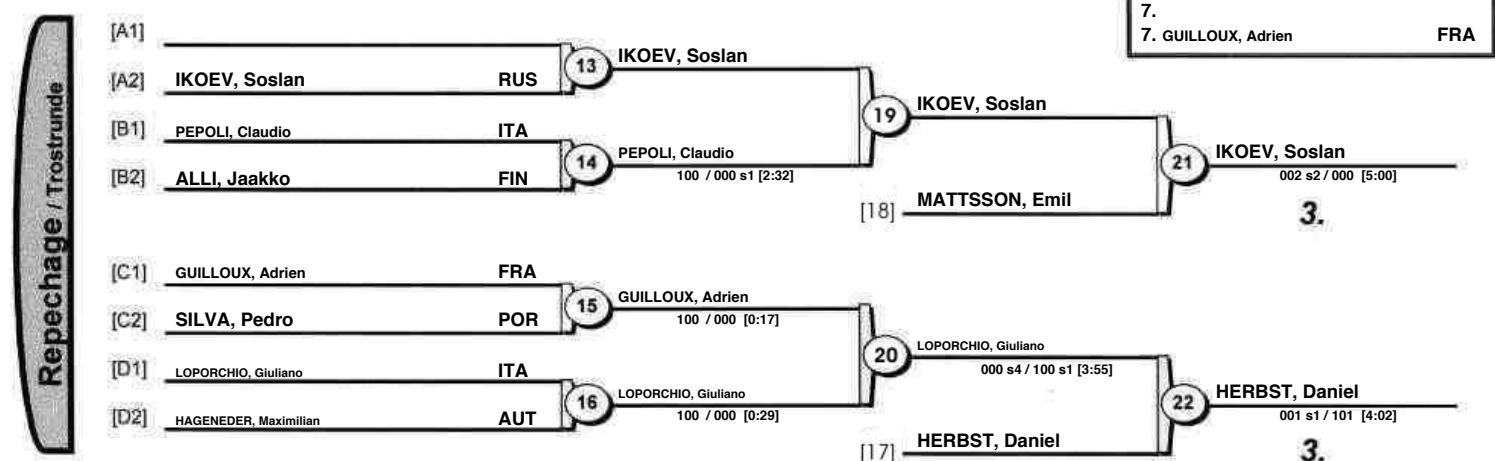 7.
7. GUILLOUX, Adrien FRA
Repechage / Trostrunde
[A1]
[A2] IKOEV, Soslan RUS
13 IKOEV, Soslan
[B1] PEPOLI, Claudio ITA
[B2] ALLI, Jaakko FIN
14 PEPOLI, Claudio
100 / 000 s1 [2:32]
19 IKOEV, Soslan
[18] MATTSSON, Emil
21 IKOEV, Soslan
002 s2 / 000 [5:00]
3.
[C1] GUILLOUX, Adrien FRA
[C2] SILVA, Pedro POR
15 GUILLOUX, Adrien
100 / 000 [0:17]
[D1] LOPORCHIO, Giuliano ITA
[D2] HAGENEDER, Maximilian AUT
16 LOPORCHIO, Giuliano
100 / 000 [0:29]
20 LOPORCHIO, Giuliano
000 s4 / 100 s1 [3:55]
[17] HERBST, Daniel
22 HERBST, Daniel
001 s1 / 101 [4:02]
3.